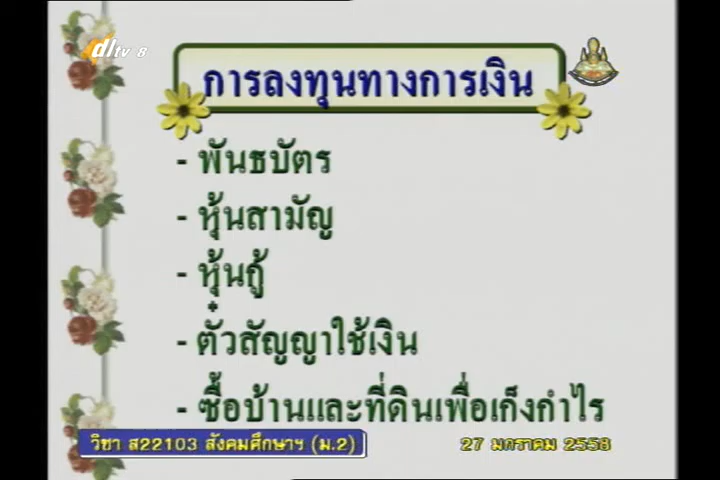 dltv 8
การลงทุนทางการเงิน
- พันธบัตร
- หุ้นสามัญ
- หุ้นกู้
- ตั๋วสัญญาใช้เงิน
- ซื้อบ้านและที่ดินเพื่อเก็งกำไร
วิชา ส22103 สังคมศึกษาฯ (ม.2) 27 มกราคม 2558